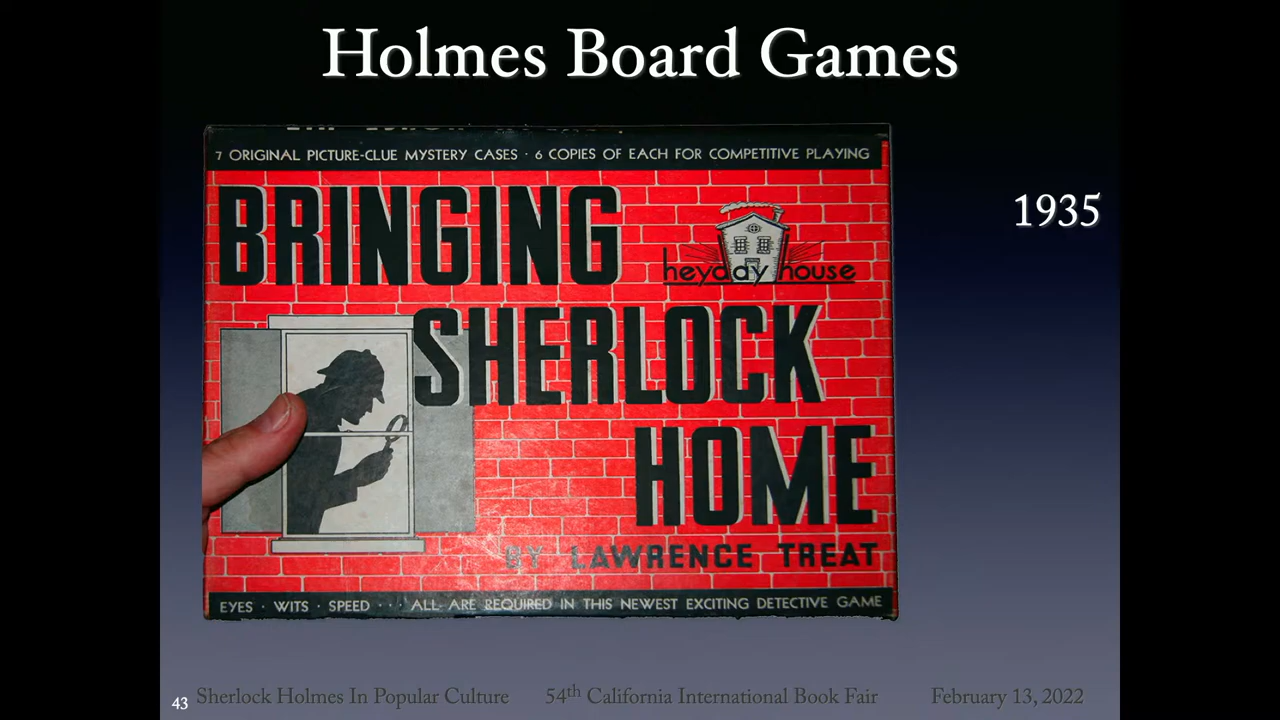 Holmes Board Games
7 ORIGINAL PICTURE-CLUE MYSTERY CASES · 6 COPIES OF EACH FOR COMPETITIVE PLAYING
BRINGING
heyday house
SHERLOCK
HOME
BY LAWRENCE TREAT
EYES · WITS · SPEED · · · ALL ARE REQUIRED IN THIS NEWEST EXCITING DETECTIVE GAME
1935
43 Sherlock Holmes In Popular Culture 54th California International Book Fair February 13, 2022